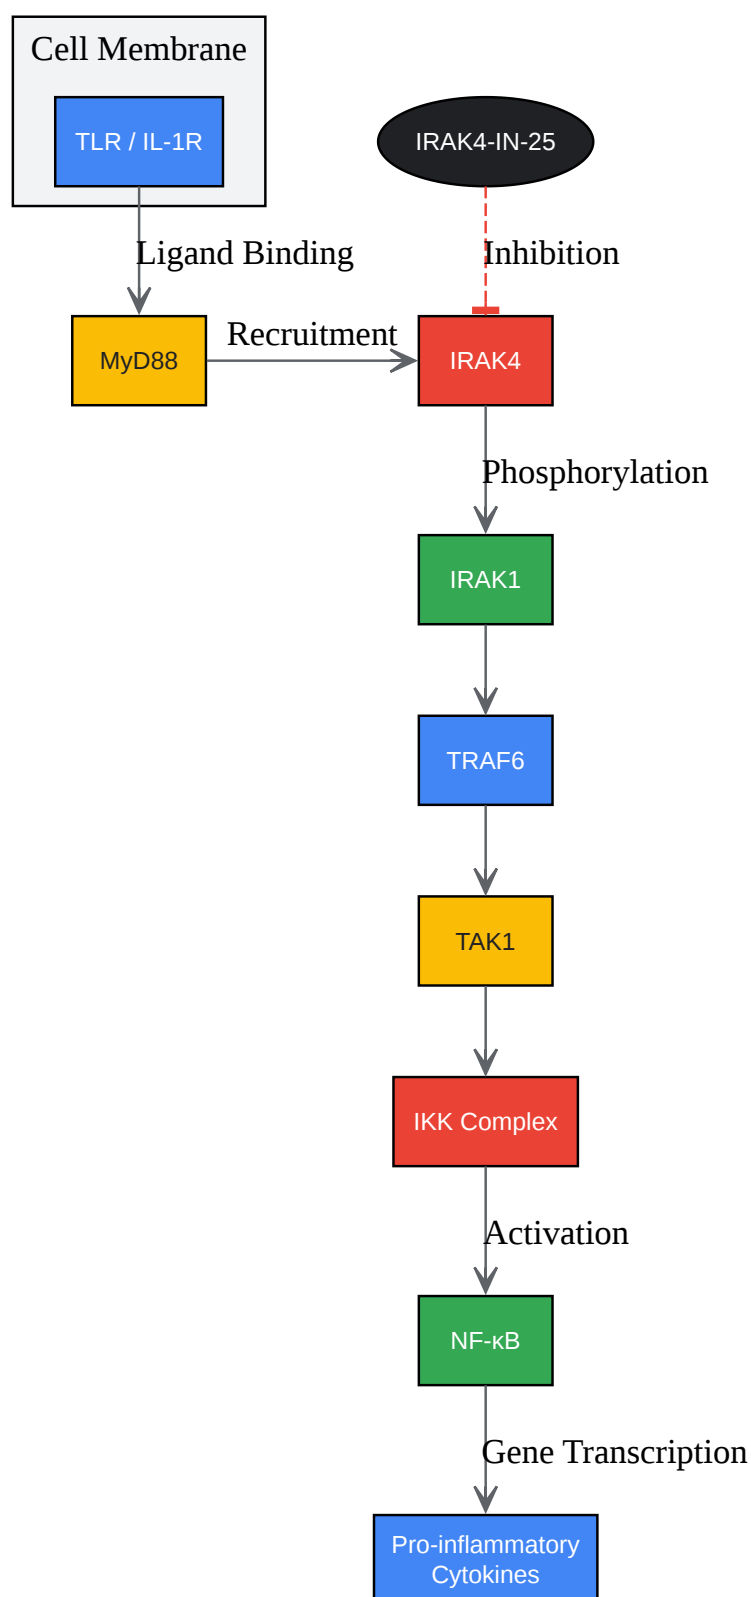 Cell Membrane
TLR / IL-1R
IRAK4-IN-25
Ligand Binding
Inhibition
MyD88
Recruitment
IRAK4
Phosphorylation
IRAK1
TRAF6
TAK1
IKK Complex
Activation
NF-κB
Gene Transcription
Pro-inflammatory
Cytokines